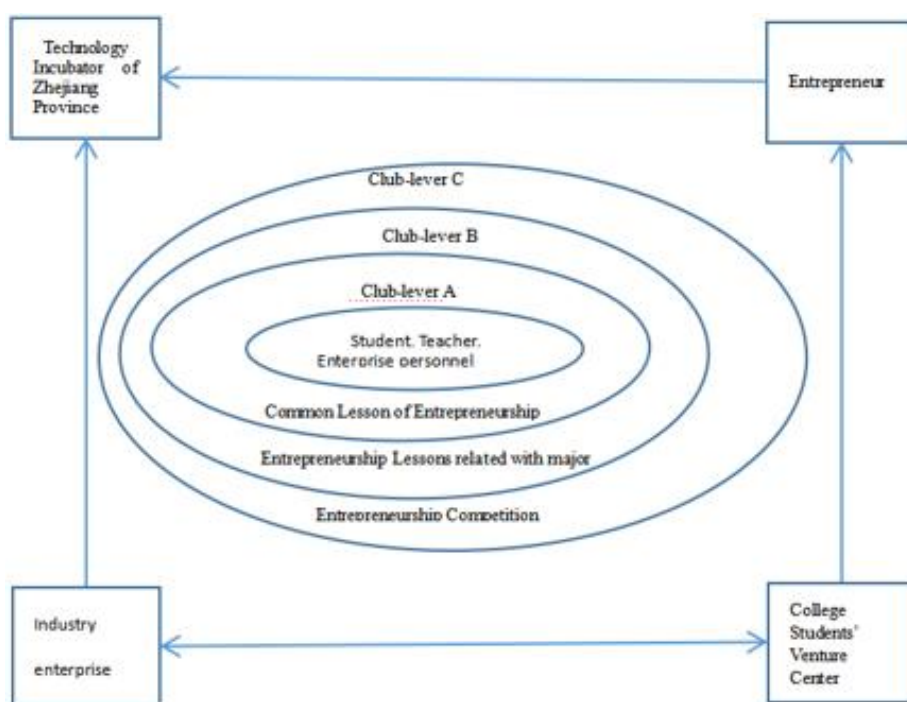 Technology
Incubator of
Zhejiang
Province
Entrepreneur
Club-lever C
Club-lever B
Club-lever A
Student. Teacher.
Enterprise personnel
Common Lesson of Entrepreneurship
Entrepreneurship Lessons related with major
Entrepreneurship Competition
Industry
enterprise
College
Students'
Venture
Center